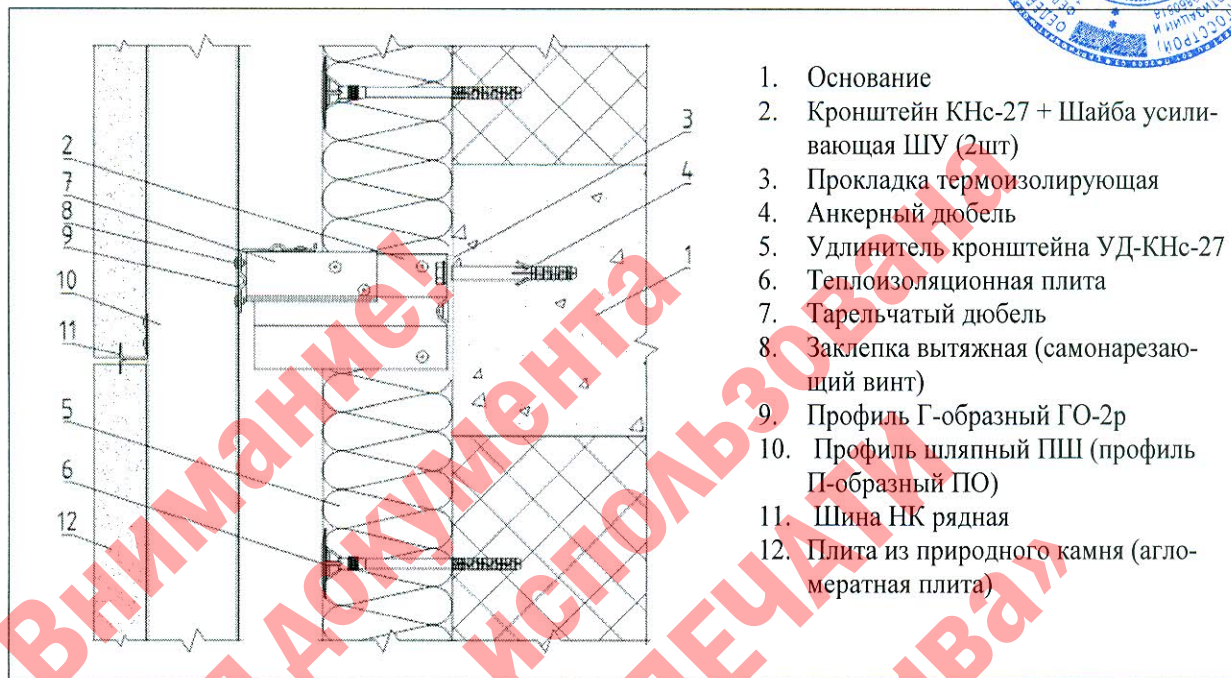 1. Основание
2. Кронштейн КНс-27 + Шайба усили-
вающая ШУ (2шт)
3. Прокладка термоизолирующая
4. Анкерный дюбель
5. Удлинитель кронштейна УД-КНс-27
6. Теплоизоляционная плита
7. Тарельчатый дюбель
8. Заклепка вытяжная (самонарезаю-
щий винт)
9. Профиль Г-образный ГО-2р
10. Профиль шляпный ПШ (профиль
П-образный ПО)
11. Шина НК рядная
12. Плита из природного камня (агло-
мератная плита)
2
7
8
9
10
11
5
6
12
3
4
1
Внимание!
документа
использована
ПЕЧАТИ